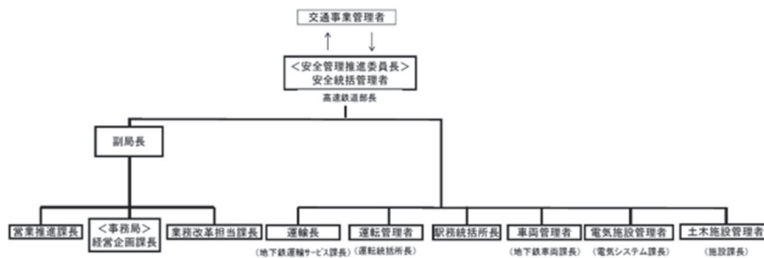 交通事業管理者
<安全管理推進委員長>
安全統括管理者
高速鉄道部長
副局長
営業推進課長
<事務局>
経営企画課長
業務改革担当課長
運輸長
(地下鉄運輸サービス課長)
運転管理者
(運転統括所長)
駅務統括所長
車両管理者
(地下鉄車両課長)
電気施設管理者
(電気システム課長)
土木施設管理者
(施設課長)